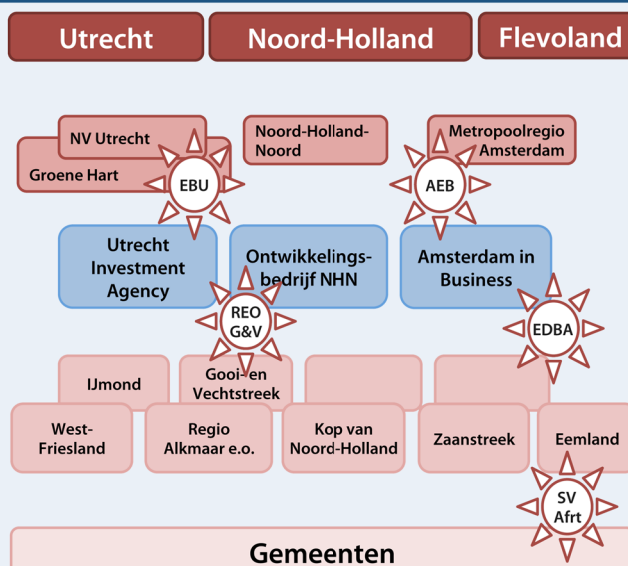 Utrecht
Noord-Holland
Flevoland
NV Utrecht
Groene Hart
EBU
Noord-Holland-
Noord
Metropoolregio
Amsterdam
AEB
Utrecht
Investment
Agency
Ontwikkelings-
bedrijf NHN
Amsterdam in
Business
REO
G&V
EDBA
IJmond
Gooi- en
Vechtstreek
West-
Friesland
Regio
Alkmaar e.o.
Kop van
Noord-Holland
Zaanstreek
Eemland
SV
Afrt
Gemeenten